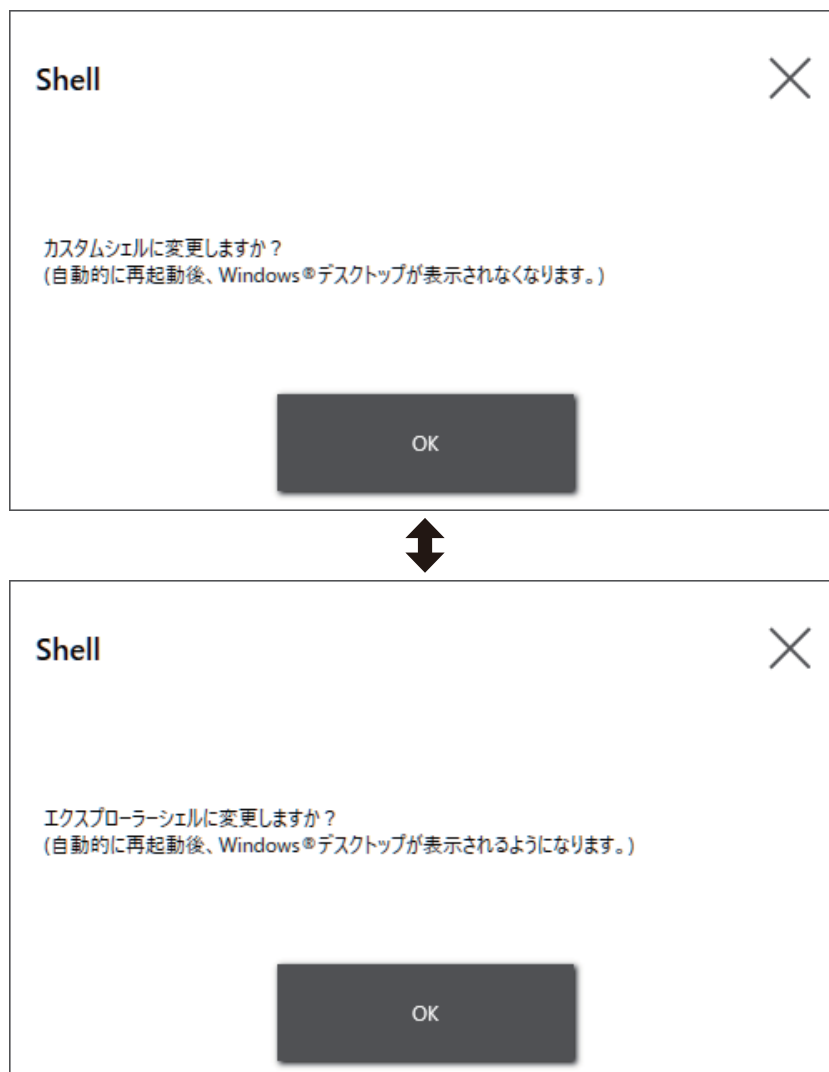 Shell
カスタムシェルに変更しますか？
(自動的に再起動後、Windows®デスクトップが表示されなくなります。)
OK
Shell
エクスプローラーシェルに変更しますか？
(自動的に再起動後、Windows®デスクトップが表示されるようになります。)
OK